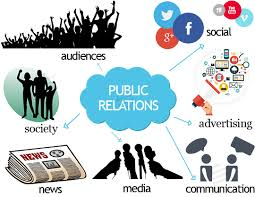 audiences
social
PUBLIC
RELATIONS
society
advertising
NEWS
news
media
communication